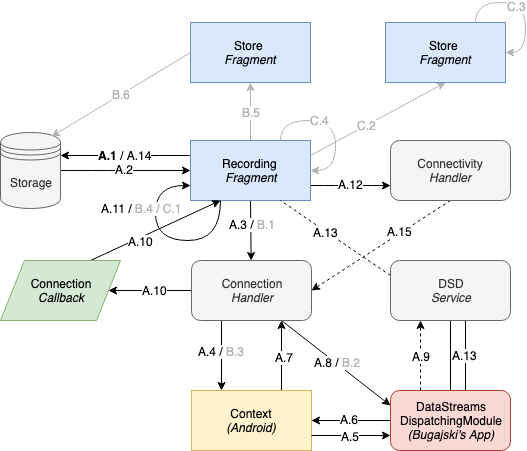 C.3
Store
Fragment
Store
Fragment
B.6
B.5
C.4
C.2
A.1 / A.14
A.2
Storage
Recording
Fragment
A.12
Connectivity
Handler
A.11 / B.4 / C.1
A.3 / B.1
A.13
A.15
A.10
Connection
Callback
A.10
Connection
Handler
DSD
Service
A.4 / B.3
A.7
A.8 / B.2
A.9
A.13
Context
(Android)
A.6
A.5
DataStreams
DispatchingModule
(Bugajski's App)